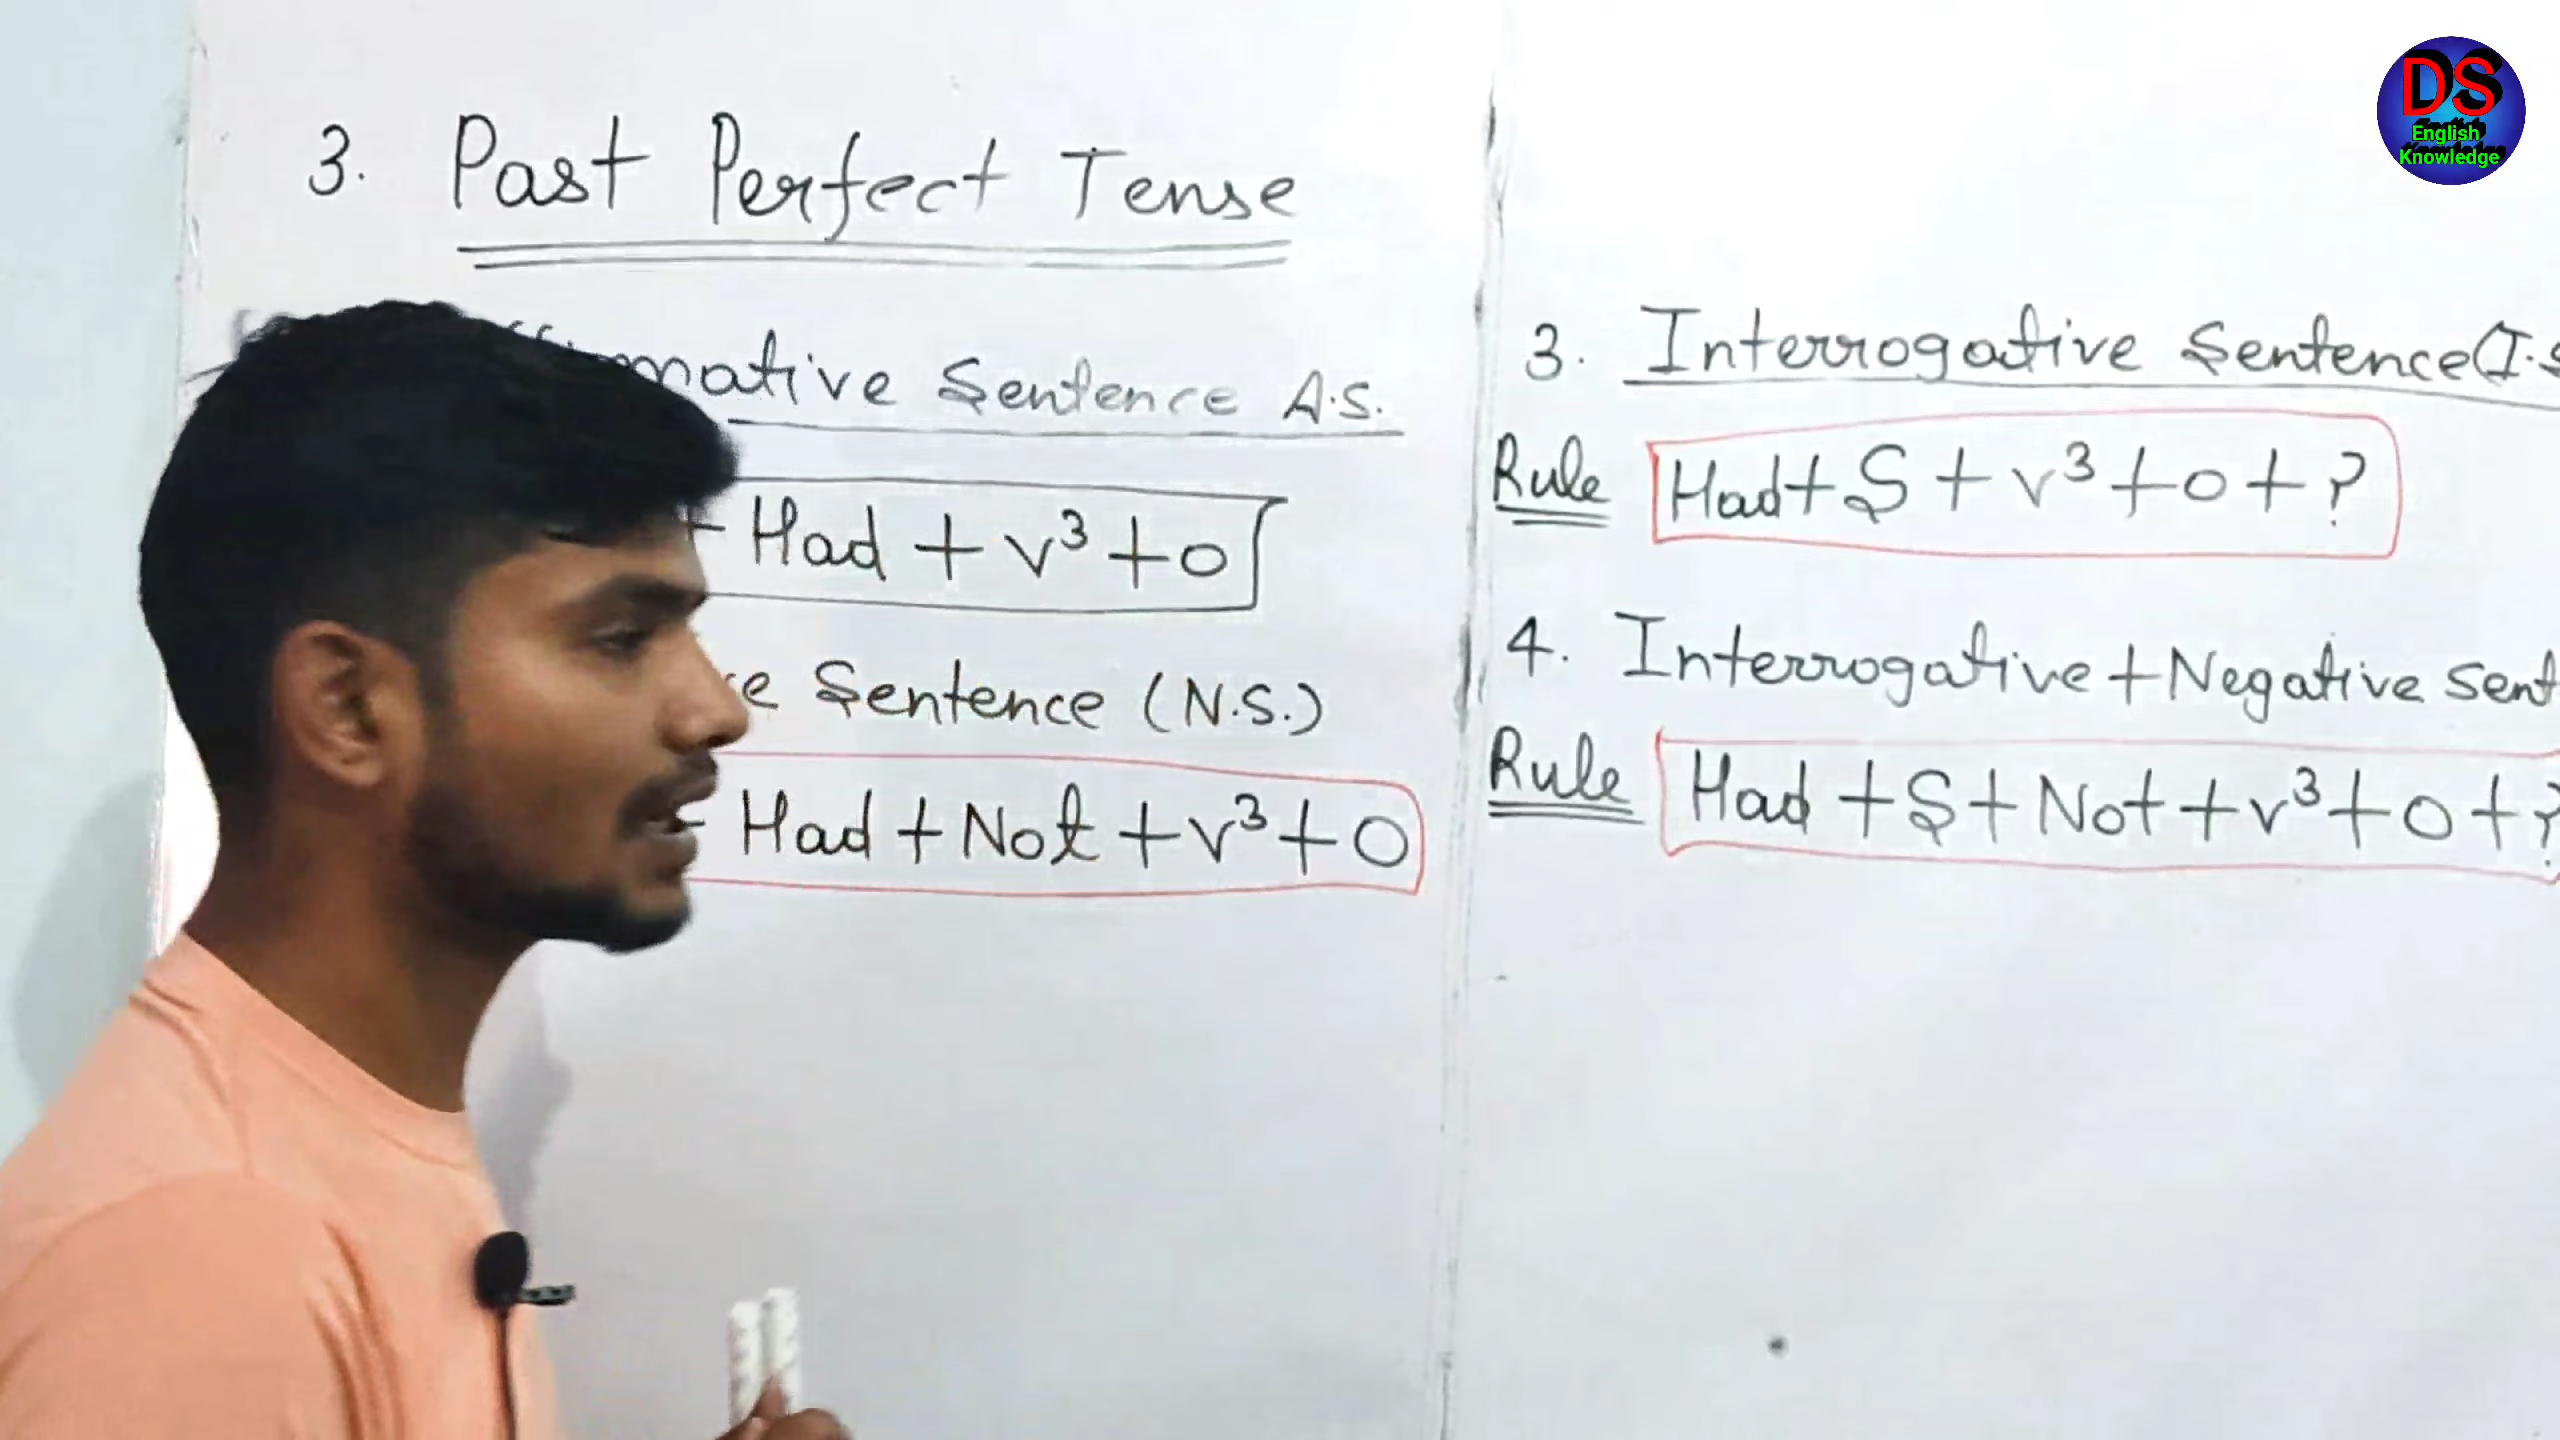 3. Past Perfect Tense
Sentence A.S.
+ Had + v³ + o
Sentence (N.S.)
Had + Not + v³ + O
3. Interrogative Sentence (I.S
Rule Had + S + v³ + o + ?
4. Interrogative + Negative Sent
Rule Had + S + Not + v³ + O + ?
DS
English
Knowledge